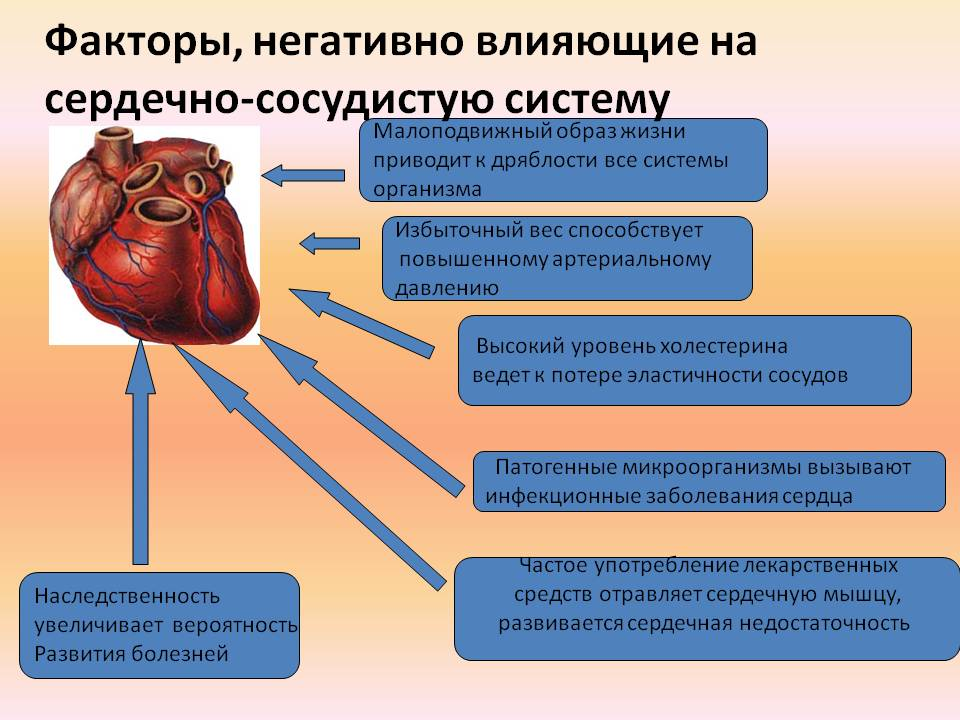 Факторы, негативно влияющие на
сердечно-сосудистую систему
Малоподвижный образ жизни
приводит к дряблости все системы
организма
Избыточный вес способствует
повышенному артериальному
давлению
Высокий уровень холестерина
ведет к потере эластичности сосудов
Патогенные микроорганизмы вызывают
инфекционные заболевания сердца
Частое употребление лекарственных
средств отравляет сердечную мышцу,
развивается сердечная недостаточность
Наследственность
увеличивает вероятность
Развития болезней